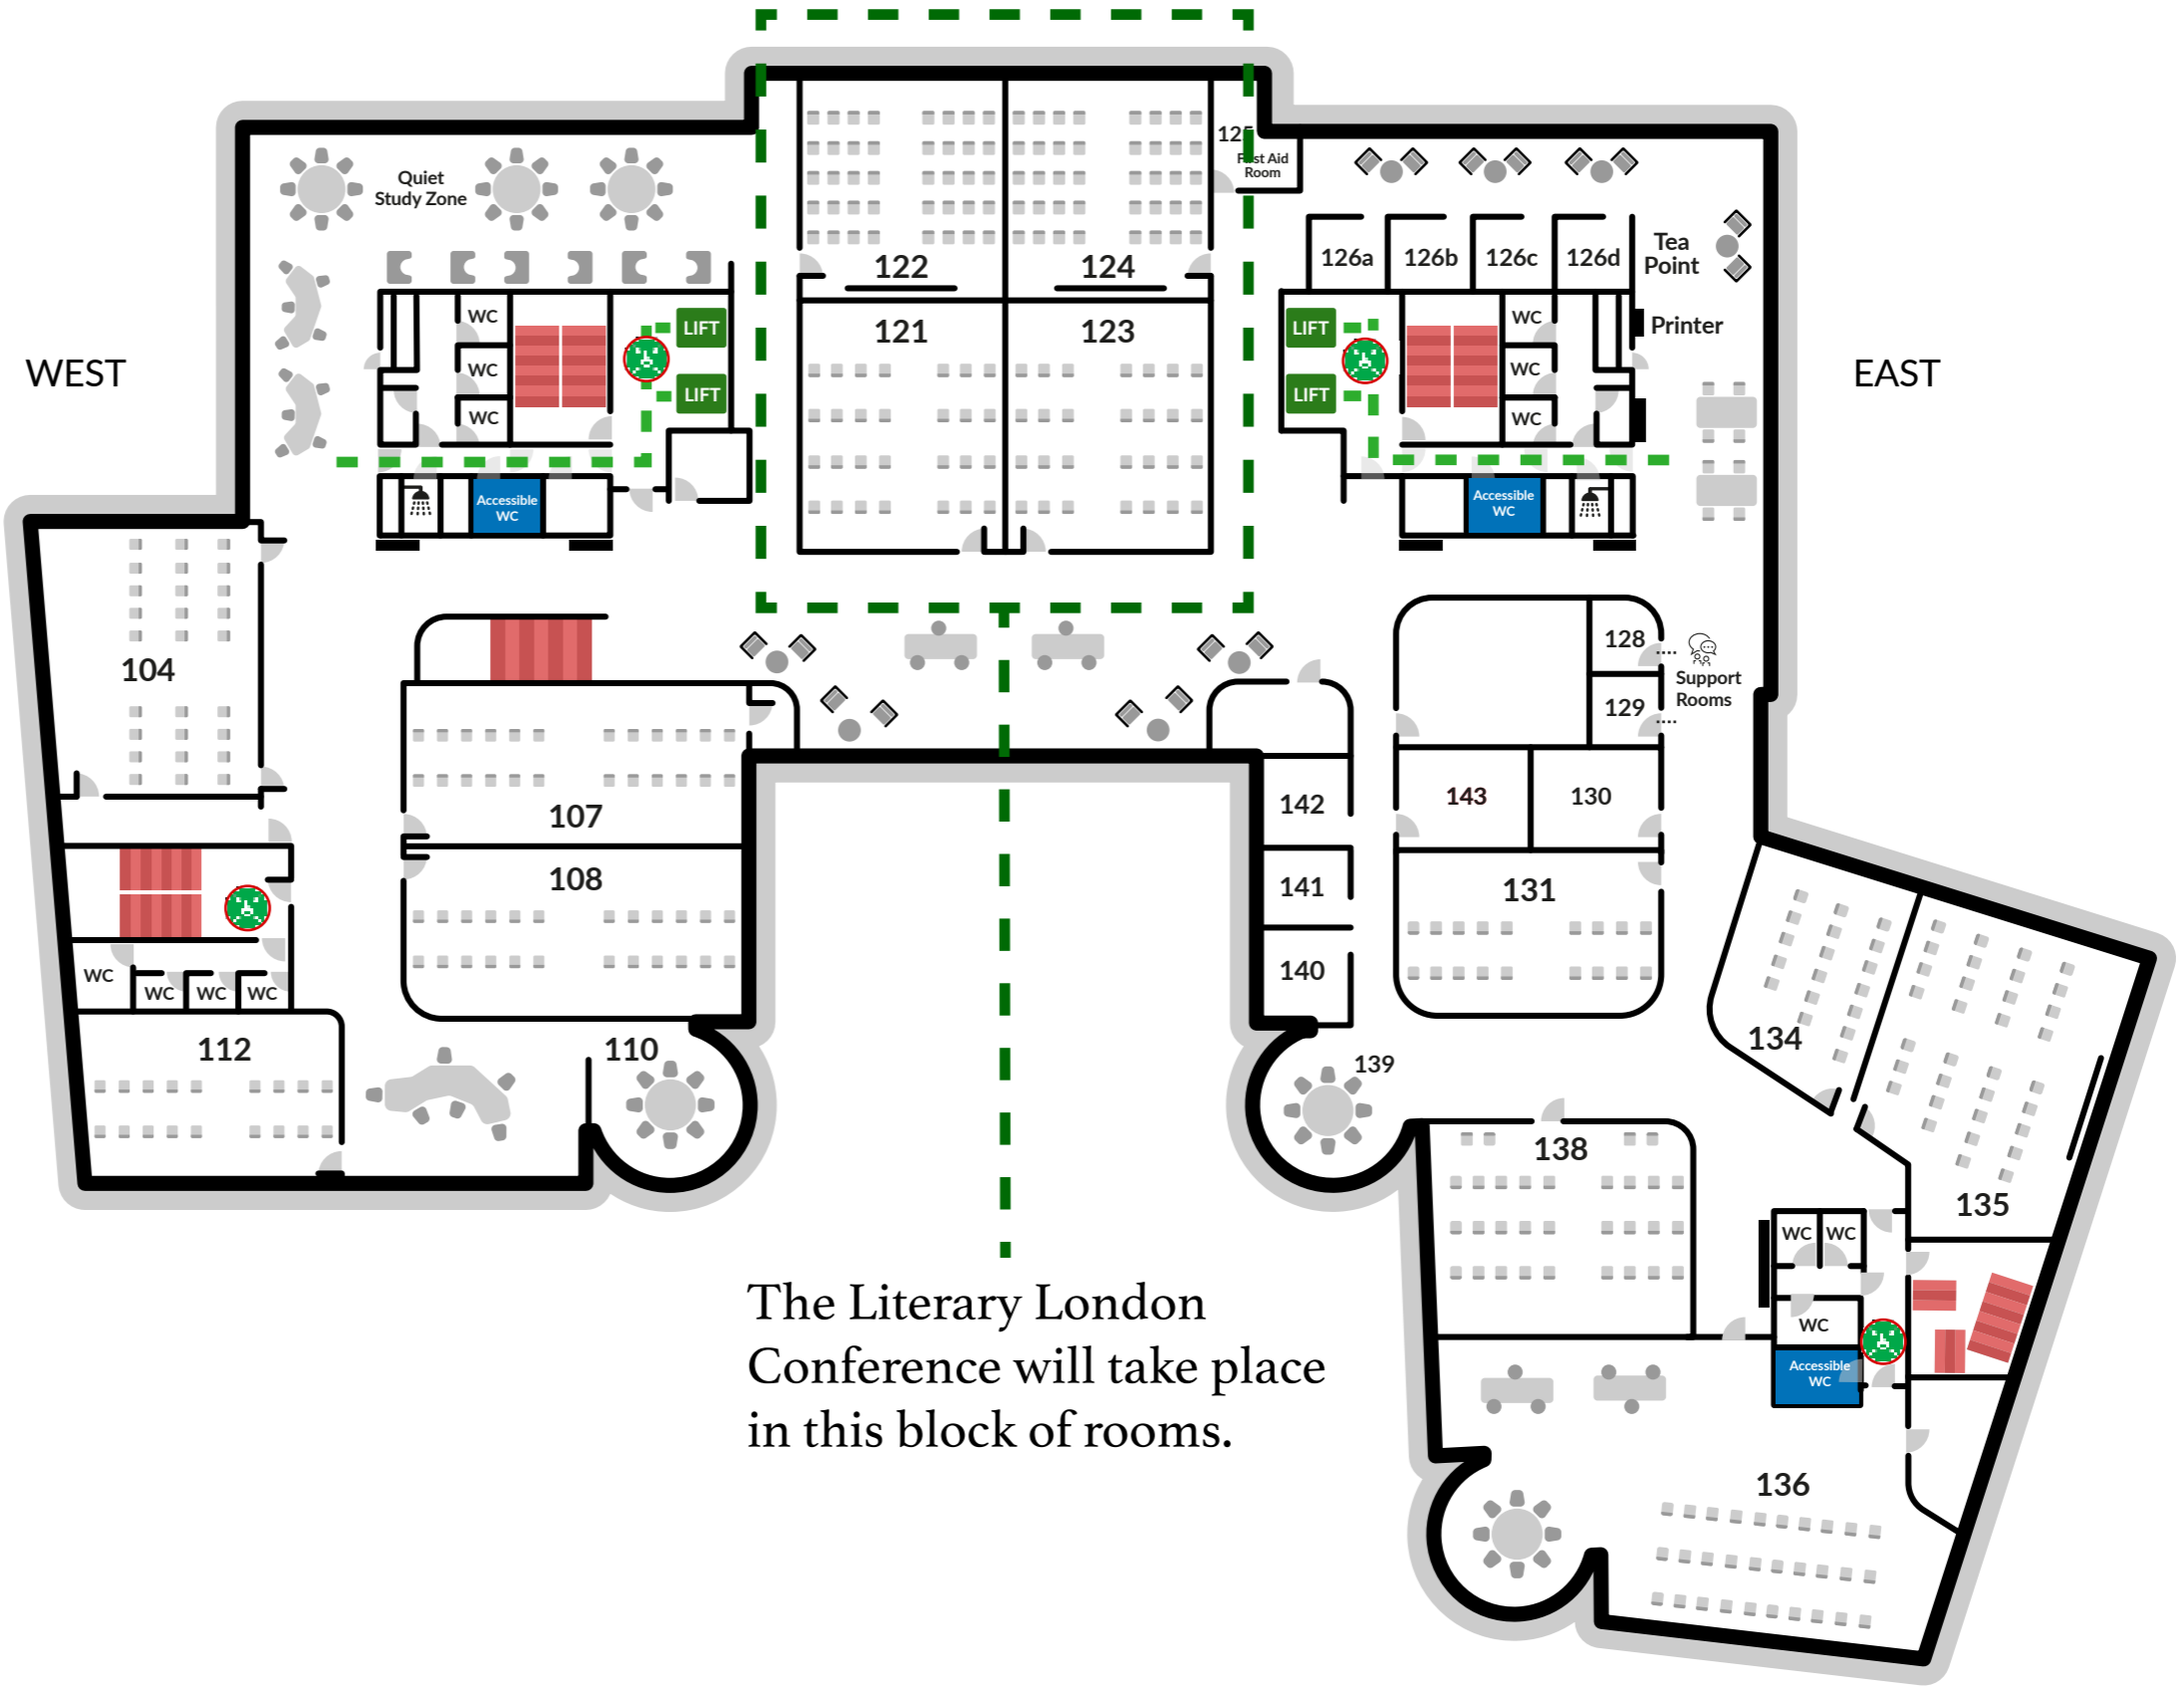 Quiet
Study Zone
125
First Aid
Room
122
124
126a
126b
126c
126d
Tea
Point
WC
LIFT
121
123
LIFT
WC
Printer
WEST
WC
WC
EAST
LIFT
LIFT
WC
WC
Accessible
WC
Accessible
WC
104
128
Support
Rooms
129
107
142
143
130
108
141
131
WC
WC
WC
WC
140
112
110
139
134
138
135
WC
WC
WC
Accessible
WC
The Literary London
Conference will take place
in this block of rooms.
136